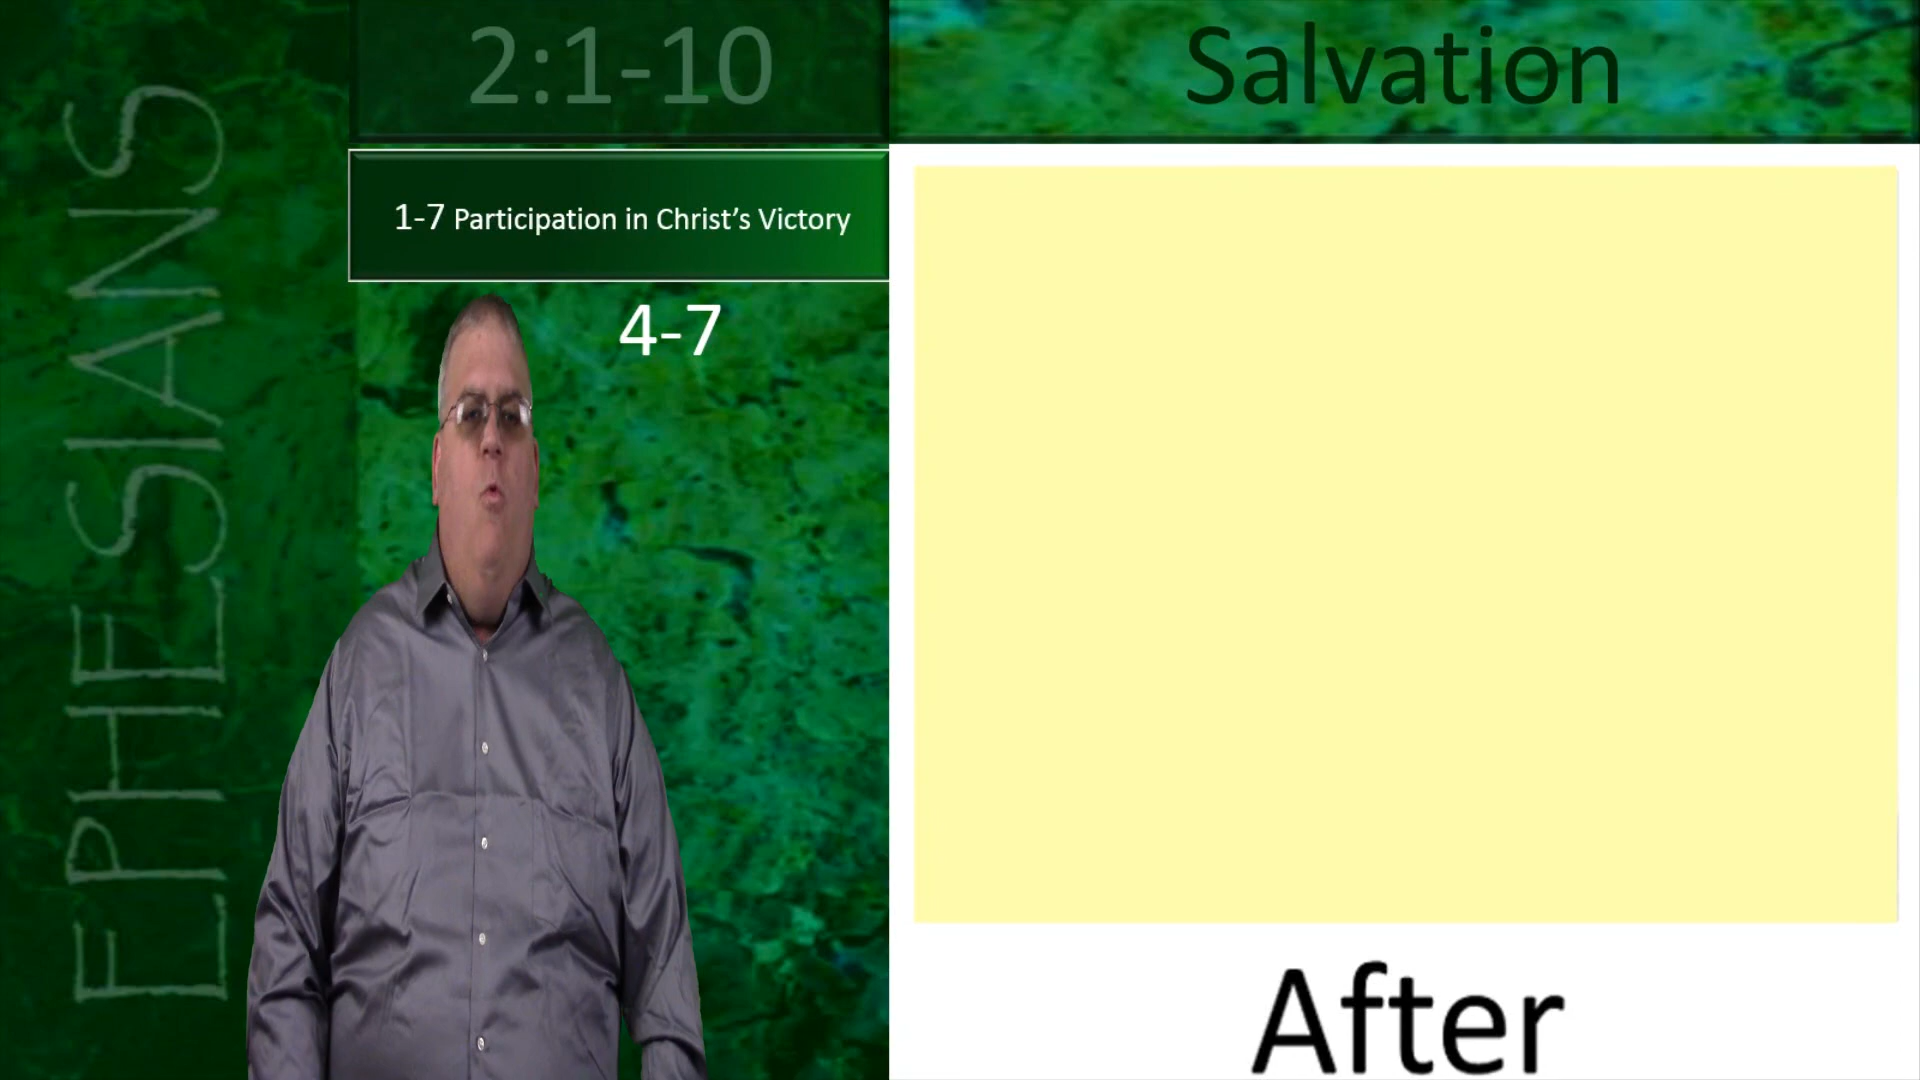 EPHESIANS
2:1-10
Salvation
1-7 Participation in Christ’s Victory
4-7
After